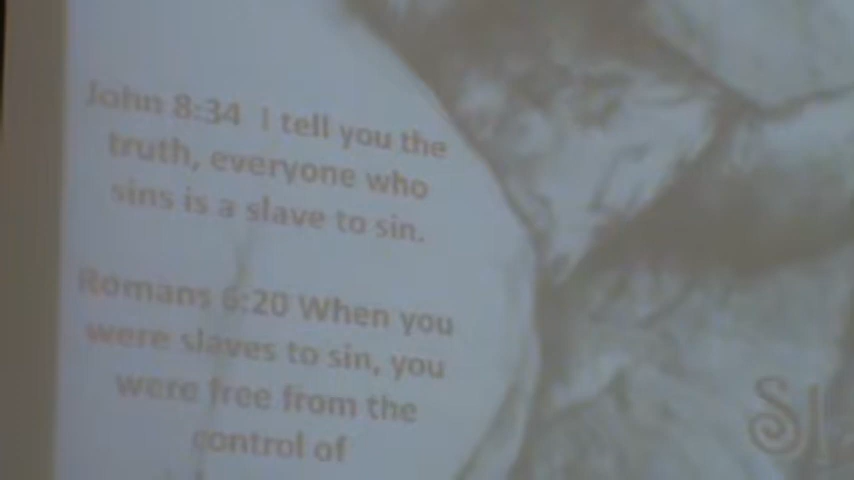 John 8:34 I tell you the
truth, everyone who
sins is a slave to sin.
Romans 6:20 When you
were slaves to sin, you
were free from the
control of
SJ